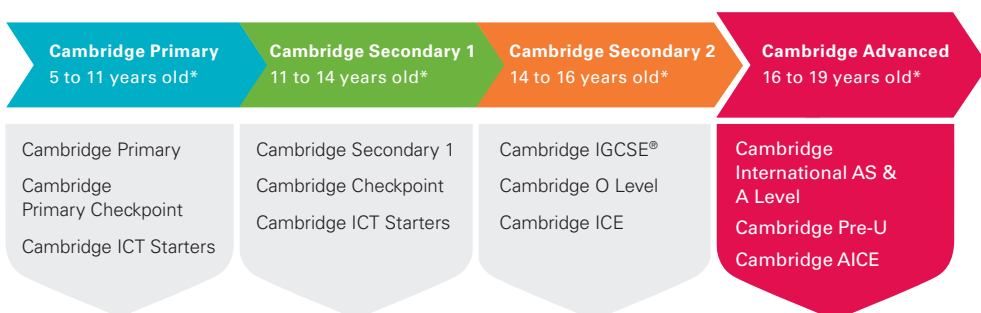 Cambridge Primary
5 to 11 years old*
Cambridge Secondary 1
11 to 14 years old*
Cambridge Secondary 2
14 to 16 years old*
Cambridge Advanced
16 to 19 years old*
Cambridge Primary
Cambridge
Primary Checkpoint
Cambridge ICT Starters
Cambridge Secondary 1
Cambridge Checkpoint
Cambridge ICT Starters
Cambridge IGCSE®
Cambridge O Level
Cambridge ICE
Cambridge
International AS &
A Level
Cambridge Pre-U
Cambridge AICE